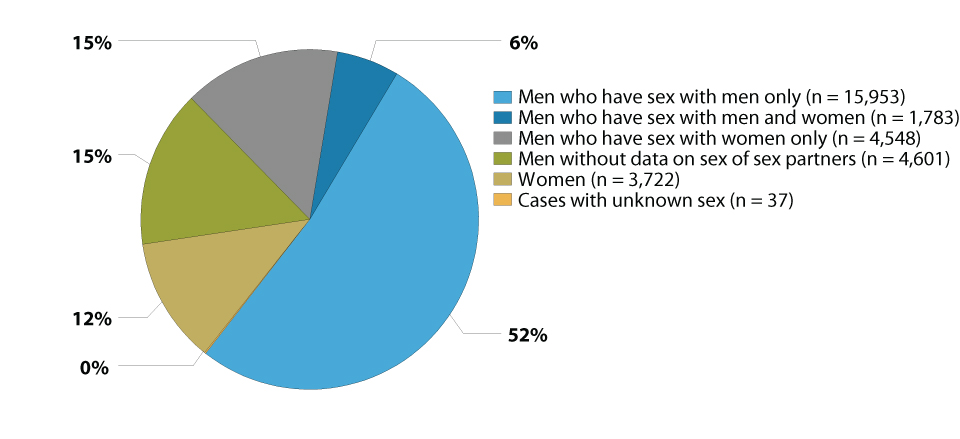 15%
6%
Men who have sex with men only (n = 15,953)
Men who have sex with men and women (n = 1,783)
Men who have sex with women only (n = 4,548)
Men without data on sex of sex partners (n = 4,601)
Women (n = 3,722)
Cases with unknown sex (n = 37)
15%
12%
52%
0%